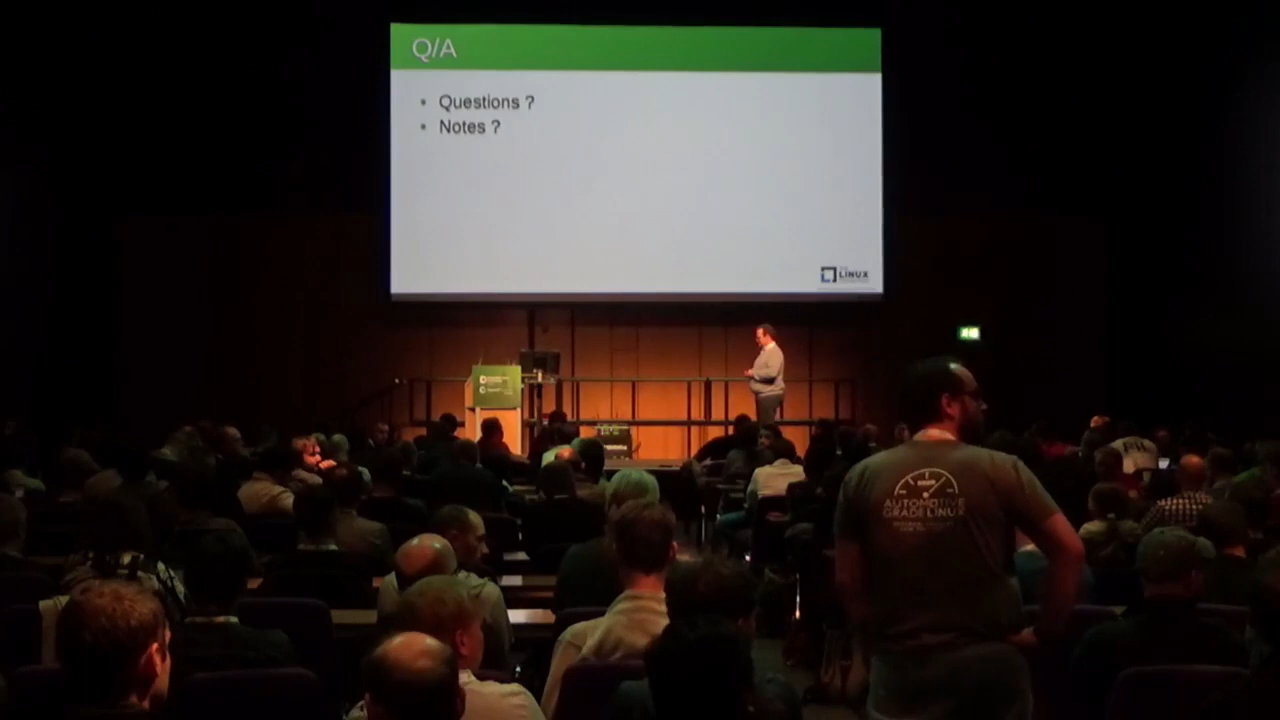 Q/A
Questions ?
Notes ?
LINUX
AUTOMOTIVE
GRADE LINUX